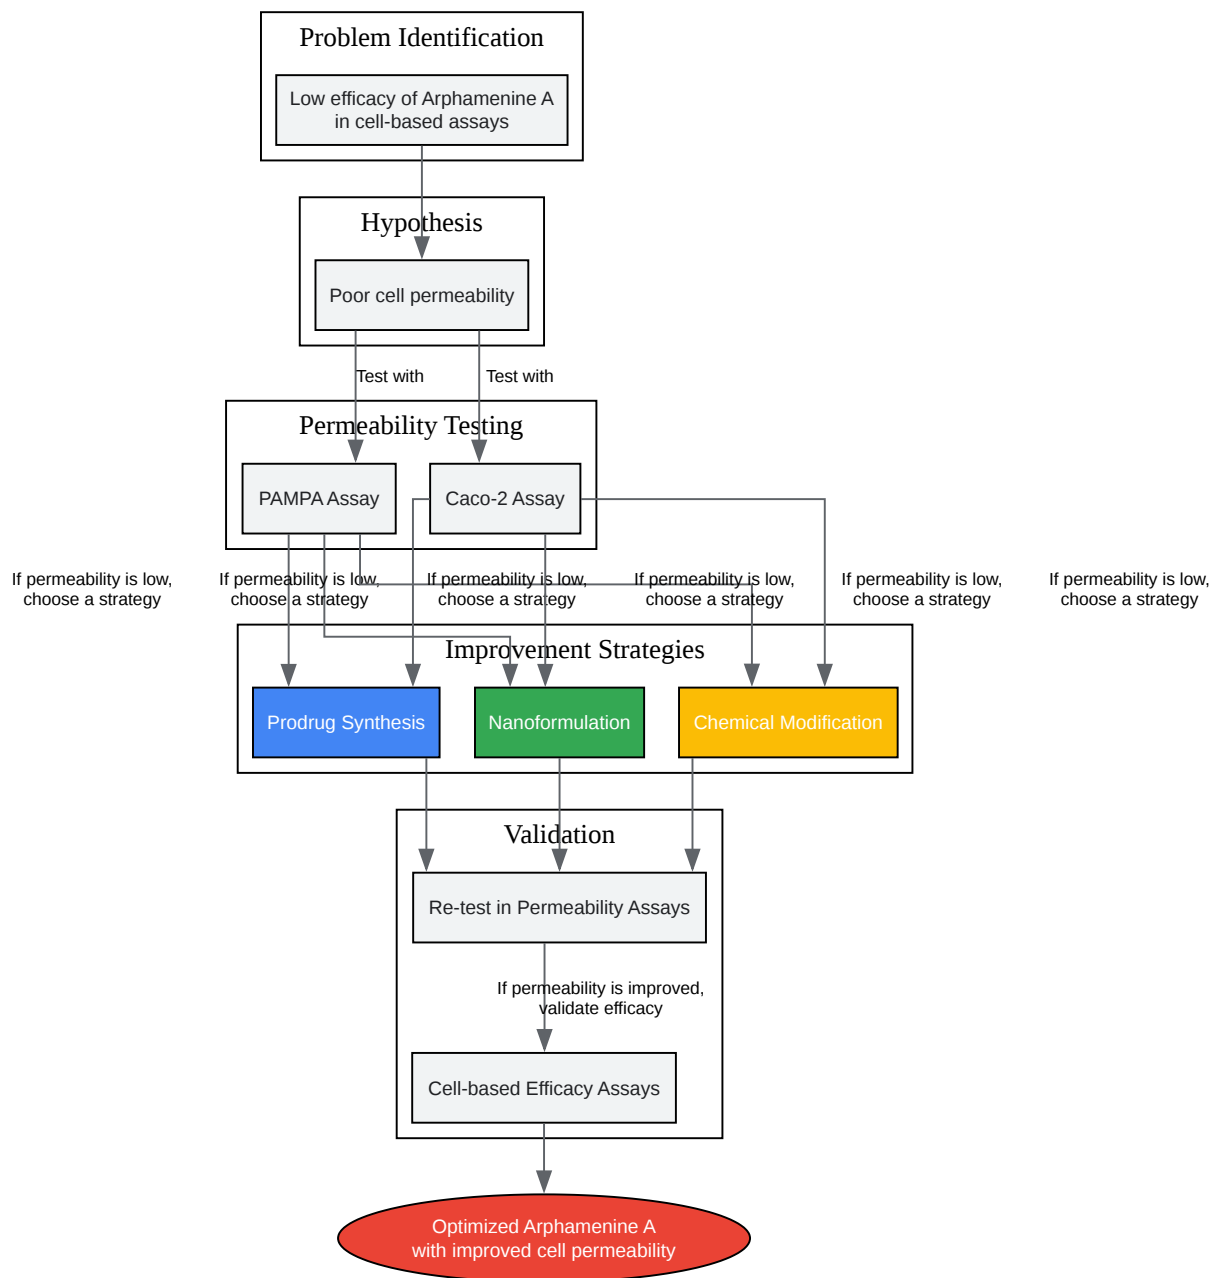 Problem Identification
Low efficacy of Arphamenine A
in cell-based assays
Hypothesis
Poor cell permeability
Test with
Test with
Permeability Testing
PAMPA Assay
Caco-2 Assay
If permeability is low,
choose a strategy
If permeability is low,
choose a strategy
If permeability is low,
choose a strategy
If permeability is low,
choose a strategy
If permeability is low,
choose a strategy
If permeability is low,
choose a strategy
Improvement Strategies
Prodrug Synthesis
Nanoformulation
Chemical Modification
Validation
Re-test in Permeability Assays
If permeability is improved,
validate efficacy
Cell-based Efficacy Assays
Optimized Arphamenine A
with improved cell permeability